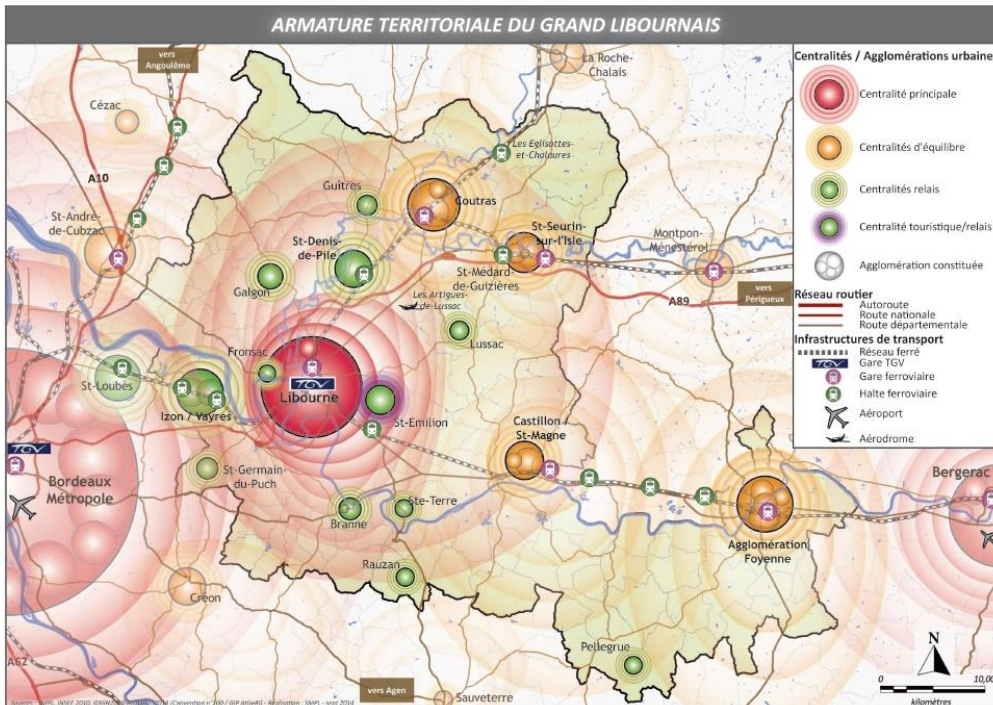 ARMATURE TERRITORIALE DU GRAND LIBOURNAIS
vers
Angoulême
La Roche-
Chalais
Cézac
A10
Les Eglisottes-
et-Chalaures
Guîtres
Coutras
St-André-
de-Cubzac
St-Denis-
de-Pile
St-Seurin-
sur-l'Isle
Montpon-
Ménestérol
Galgon
St-Médard-
de-Guizières
vers
Périgueux
A89
Les Artigues-
de-Lussac
Lussac
Fronsac
St-Loubès
TGV
Libourne
Izon / Vayres
St-Emilion
Castillon
St-Magne
TGV
Bordeaux
Métropole
St-Germain-
du-Puch
Bergerac
Ste-Terre
Branne
Agglomération
Foyenne
Rauzan
Créon
Pellegrue
A62
vers Agen
Sauveterre
Centralités / Agglomérations urbaine
Centralité principale
Centralités d'équilibre
Centralités relais
Centralité touristique/relais
Agglomération constituée
Réseau routier
Autoroute
Route nationale
Route départementale
Infrastructures de transport
Réseau ferré
TGV Gare TGV
Gare ferroviaire
Halte ferroviaire
Aéroport
Aérodrome
N
0 10,00
kilomètres